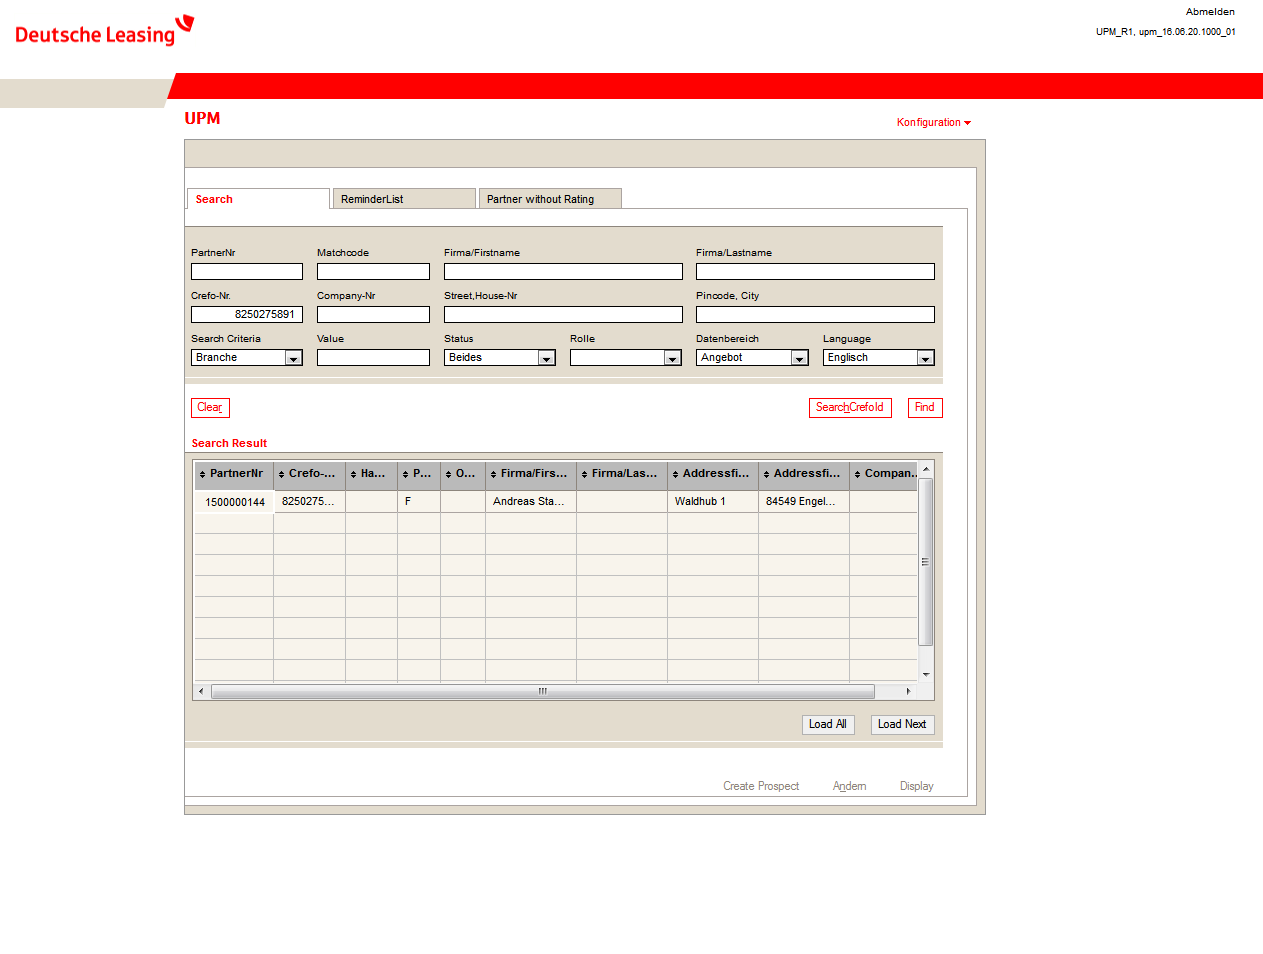 Abmelden
Deutsche Leasing
UPM_R1, upm_16.06.20.1000_01
UPM
Konfiguration
Search ReminderList Partner without Rating
PartnerNr Matchcode Firma/Firstname Firma/Lastname
Crefo-Nr. Company-Nr Street,House-Nr Pincode, City
8250275891
Search Criteria Value Status Rolle Datenbereich Language
Branche Beides Angebot Englisch
Clear SearchCrefoId Find
Search Result
PartnerNr Crefo-... Ha... P... O... Firma/Firs... Firma/Las... Addressfi... Addressfi... Compan...
1500000144 8250275... F Andreas Sta... Waldhub 1 84549 Engel...
Load All Load Next
Create Prospect Ändern Display